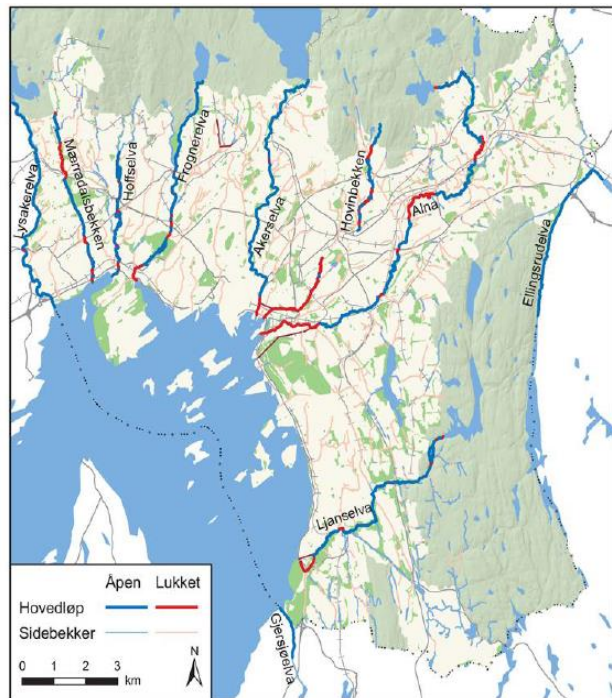 Lysakerelva
Mærradalsbekken
Hoffselva
Frognerelva
Akerselva
Hovinbekken
Alna
Ellingsrudelva
Ljanselva
Gjersjøelva
Åpen Lukket
Hovedløp
Sidebekker
0 1 2 3
km
N